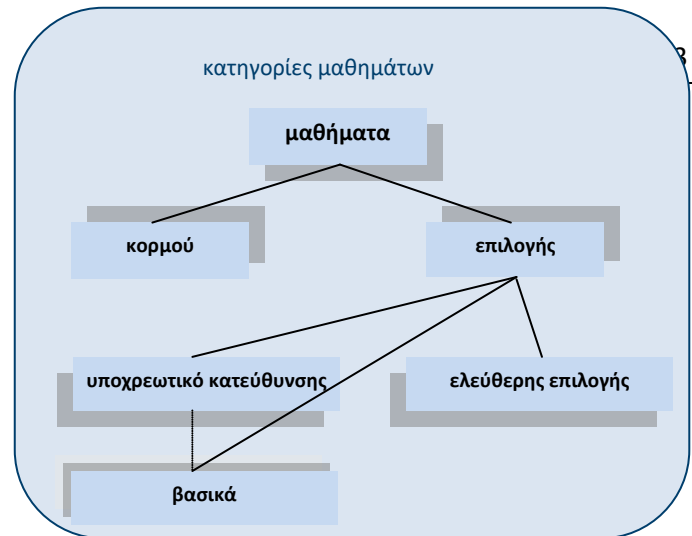 κατηγορίες μαθημάτων
μαθήματα
κορμού
επιλογής
υποχρεωτικό κατεύθυνσης
ελεύθερης επιλογής
βασικά